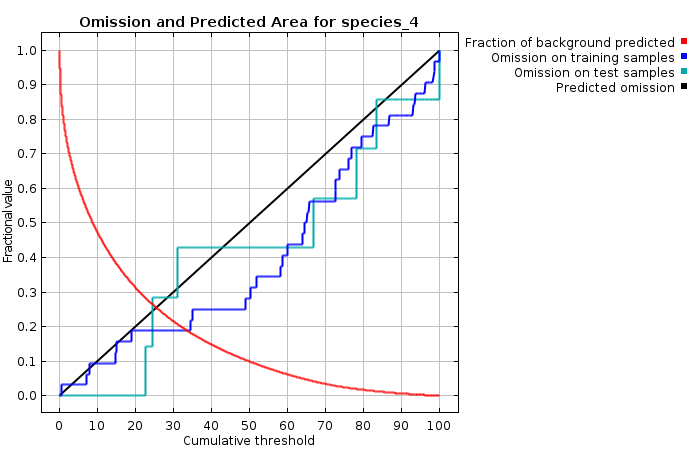 Omission and Predicted Area for species_4
Fraction of background predicted
Omission on training samples
Omission on test samples
Predicted omission
Fractional value
1.0
0.9
0.8
0.7
0.6
0.5
0.4
0.3
0.2
0.1
0.0
0 10 20 30 40 50 60 70 80 90 100
Cumulative threshold